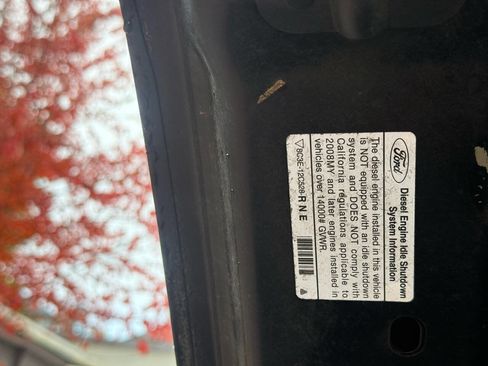 Ford
Diesel Engine Idle Shutdown
System Information
The diesel engine installed in this vehicle
is NOT equipped with an idle shutdown
system and DOES NOT comply with
California regulations applicable to
2008MY and later engines installed in
vehicles over 14000# GVWR.
8C3E-12C528-RNE